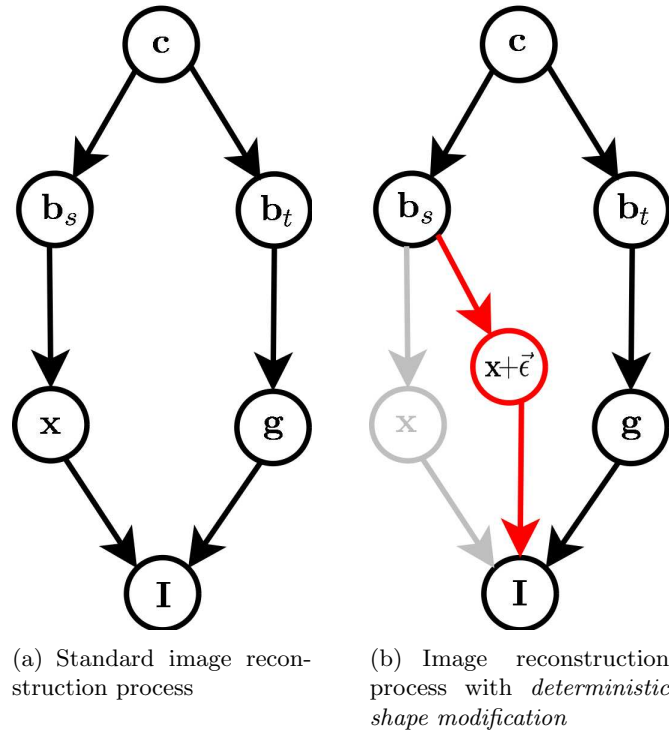 c
b_s b_t
x g
I
(a) Standard image recon-
struction process
c
b_s b_t
x+ϵ⃗
x g
I
(b) Image reconstruction
process with deterministic
shape modification